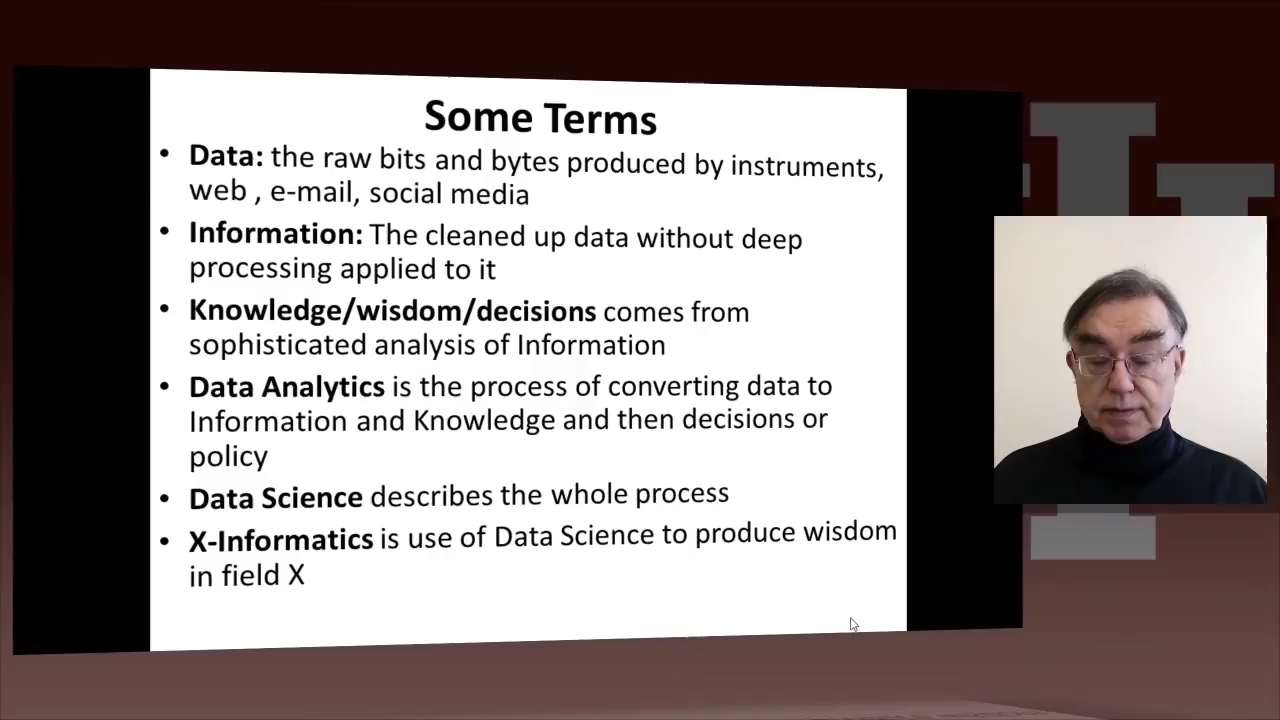 Some Terms
• Data: the raw bits and bytes produced by instruments,
web , e-mail, social media
• Information: The cleaned up data without deep
processing applied to it
• Knowledge/wisdom/decisions comes from
sophisticated analysis of Information
• Data Analytics is the process of converting data to
Information and Knowledge and then decisions or
policy
• Data Science describes the whole process
• X-Informatics is use of Data Science to produce wisdom
in field X